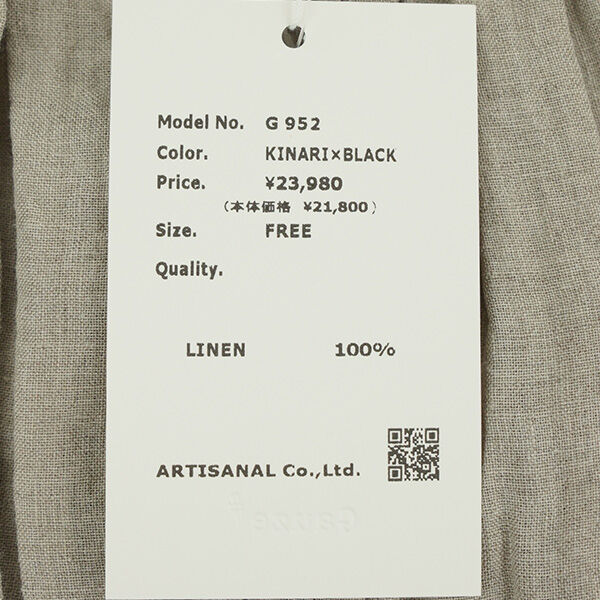 Model No. G 952
Color. KINARI×BLACK
Price. ¥23,980
(本体価格 ¥21,800)
Size. FREE
Quality.
LINEN 100%
ARTISANAL Co.,Ltd.